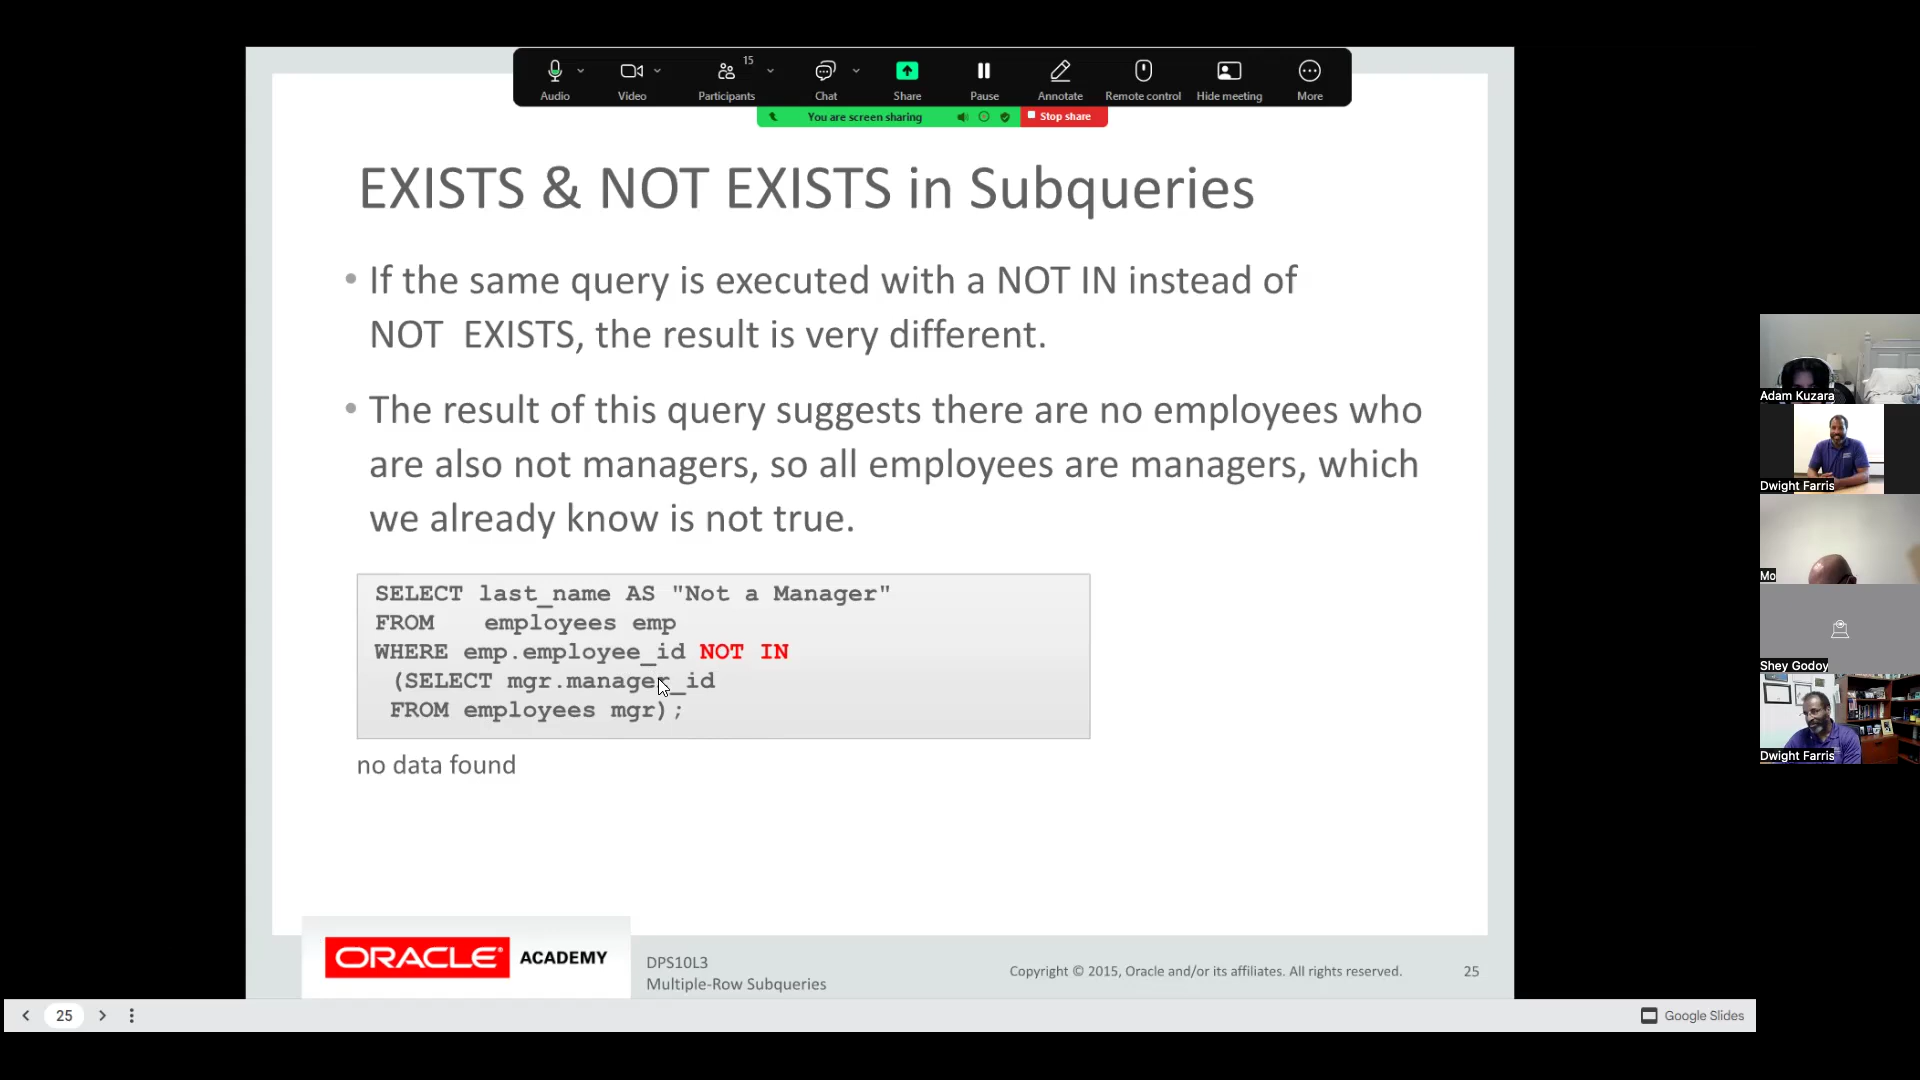 15
Audio
Video
Participants
Chat
Share
Pause
Annotate
Remote control
Hide meeting
More
You are screen sharing
Stop share
EXISTS & NOT EXISTS in Subqueries
• If the same query is executed with a NOT IN instead of
NOT EXISTS, the result is very different.
• The result of this query suggests there are no employees who
are also not managers, so all employees are managers, which
we already know is not true.
SELECT last_name AS "Not a Manager"
FROM employees emp
WHERE emp.employee_id NOT IN
(SELECT mgr.manager_id
FROM employees mgr);
no data found
ORACLE® ACADEMY
DPS10L3
Multiple-Row Subqueries
Copyright © 2015, Oracle and/or its affiliates. All rights reserved.
25
25
Google Slides
Adam Kuzara
Dwight Farris
Mo
Shey Godoy
Dwight Farris